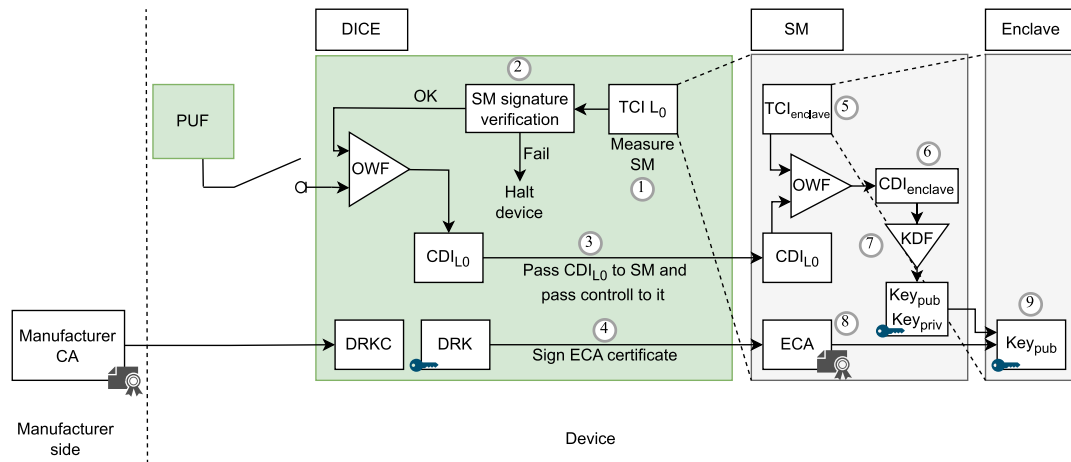 DICE
SM
Enclave
PUF
OK
2
SM signature
verification
TCI L0
Fail
Halt
device
Measure
SM
1
OWF
CDIL0
3
Pass CDIL0 to SM and
pass controll to it
TCIenclave
5
OWF
6
CDIenclave
7
KDF
CDIL0
Keypub
Keypriv
Manufacturer
CA
DRKC
DRK
4
Sign ECA certificate
ECA
8
9
Keypub
Manufacturer
side
Device